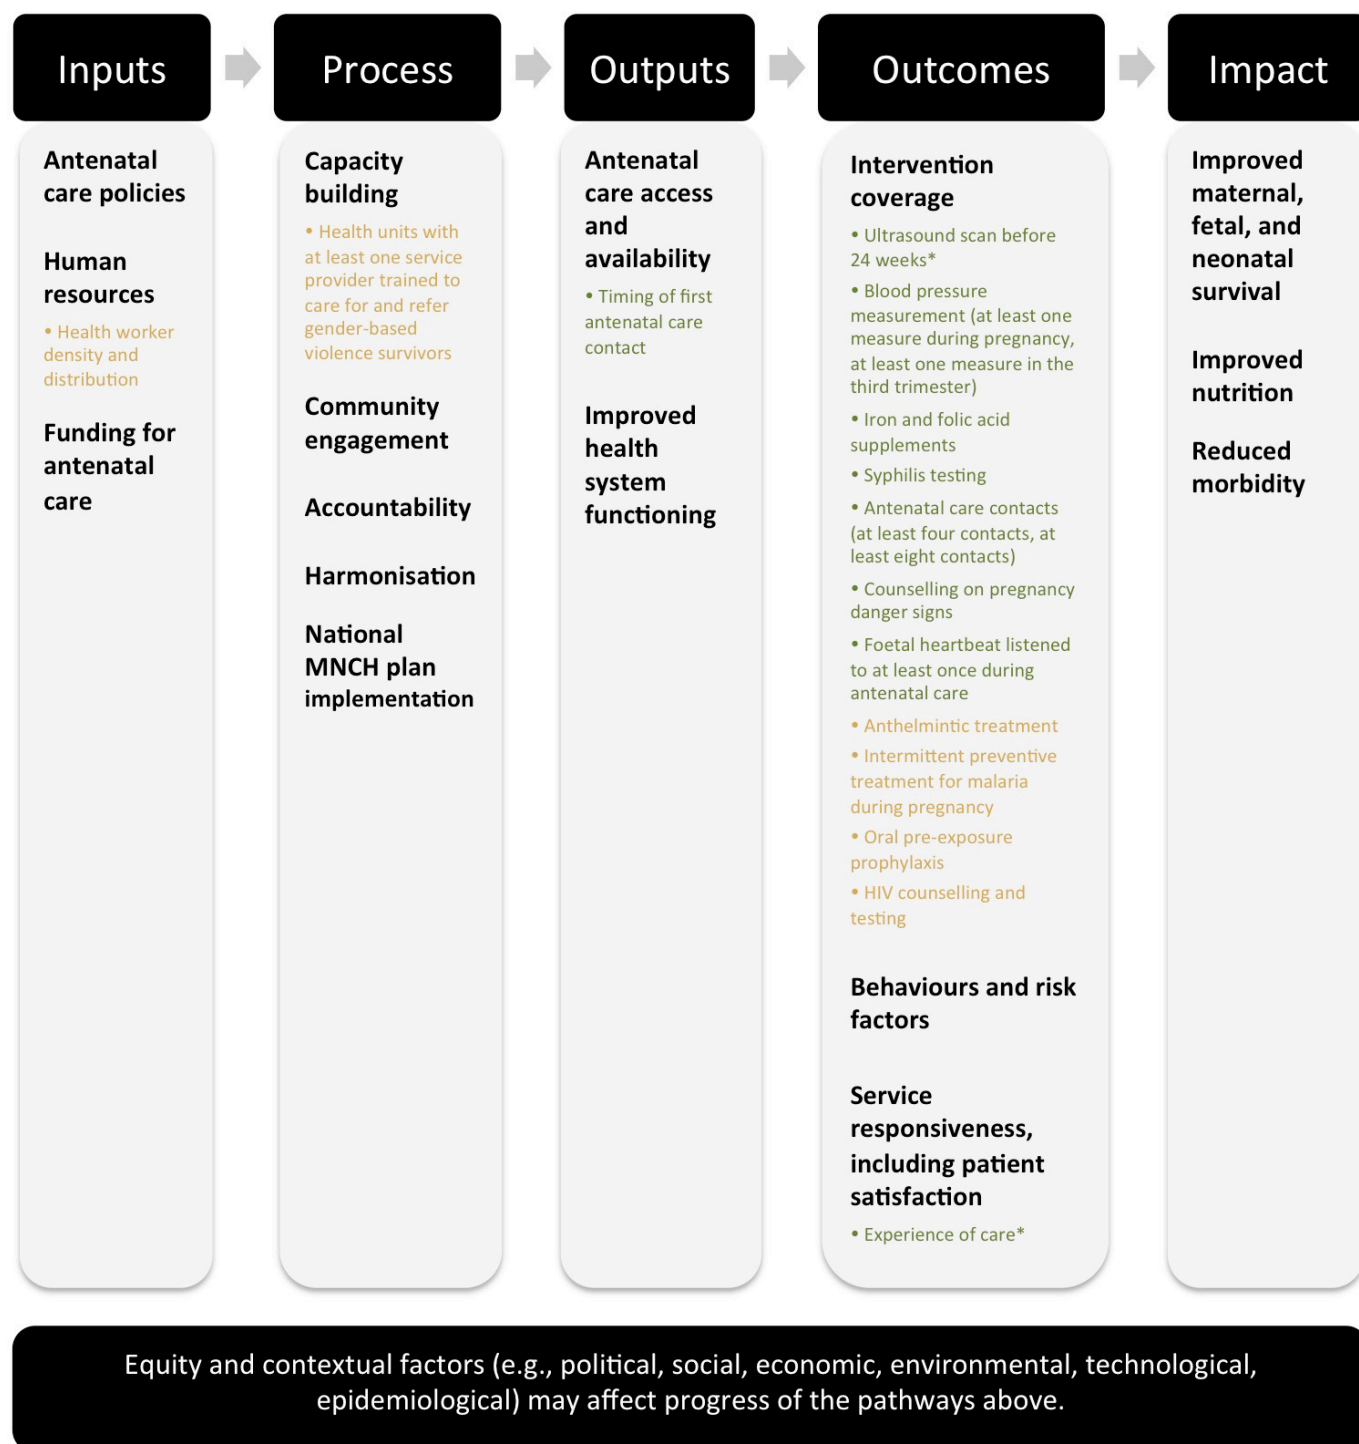 Inputs
Process
Outputs
Outcomes
Impact
Antenatal
care policies
Human
resources
• Health worker
density and
distribution
Funding for
antenatal
care
Capacity
building
• Health units with
at least one service
provider trained to
care for and refer
gender-based
violence survivors
Community
engagement
Accountability
Harmonisation
National
MNCH plan
implementation
Antenatal
care access
and
availability
• Timing of first
antenatal care
contact
Improved
health
system
functioning
Intervention
coverage
• Ultrasound scan before
24 weeks*
• Blood pressure
measurement (at least one
measure during pregnancy,
at least one measure in the
third trimester)
• Iron and folic acid
supplements
• Syphilis testing
• Antenatal care contacts
(at least four contacts, at
least eight contacts)
• Counselling on pregnancy
danger signs
• Foetal heartbeat listened
to at least once during
antenatal care
• Anthelmintic treatment
• Intermittent preventive
treatment for malaria
during pregnancy
• Oral pre-exposure
prophylaxis
• HIV counselling and
testing
Behaviours and risk
factors
Service
responsiveness,
including patient
satisfaction
• Experience of care*
Improved
maternal,
fetal, and
neonatal
survival
Improved
nutrition
Reduced
morbidity
Equity and contextual factors (e.g., political, social, economic, environmental, technological,
epidemiological) may affect progress of the pathways above.